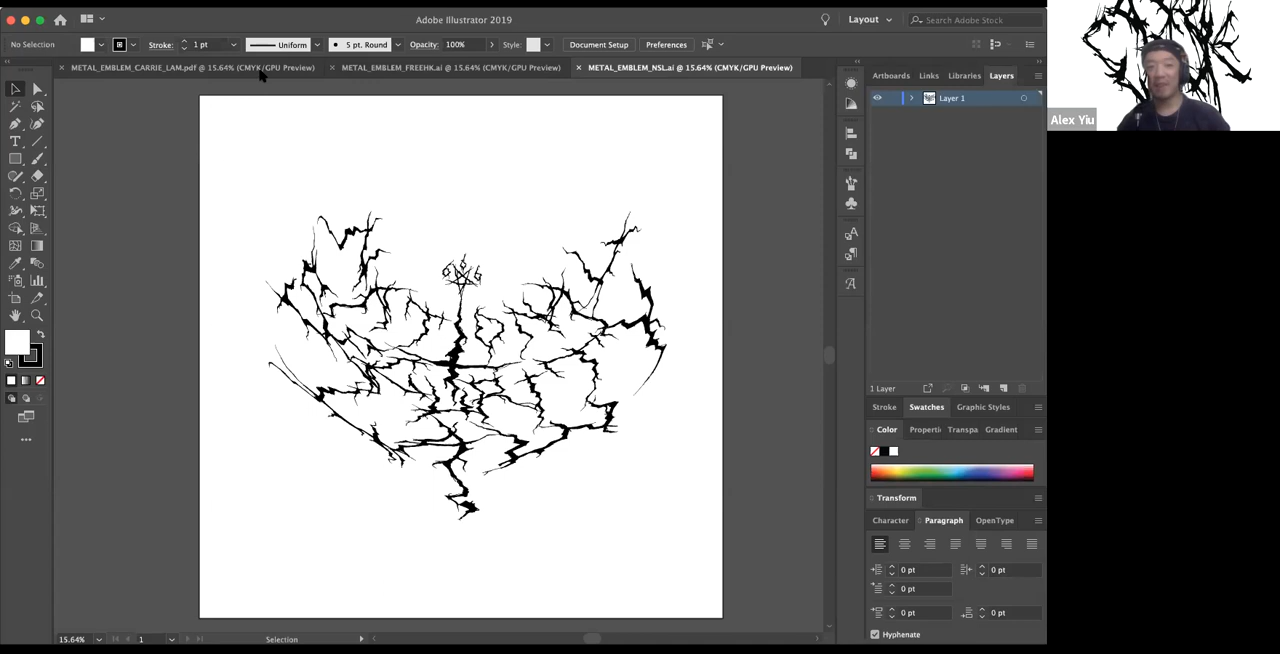 Adobe Illustrator 2019
Layout
Search Adobe Stock
No Selection
Stroke:
1 pt
Uniform
5 pt. Round
Opacity:
100%
Style:
Document Setup
Preferences
METAL_EMBLEM_CARRIE_LAM.pdf @ 15.64% (CMYK/GPU Preview)
METAL_EMBLEM_FREEHK.ai @ 15.64% (CMYK/GPU Preview)
METAL_EMBLEM_NSL.ai @ 15.64% (CMYK/GPU Preview)
Artboards
Links
Libraries
Layers
Layer 1
Alex Yiu
666
1 Layer
Stroke
Swatches
Graphic Styles
Color
Properti
Transpa
Gradient
Transform
Character
Paragraph
OpenType
0 pt
0 pt
0 pt
0 pt
0 pt
Hyphenate
15.64%
1
Selection